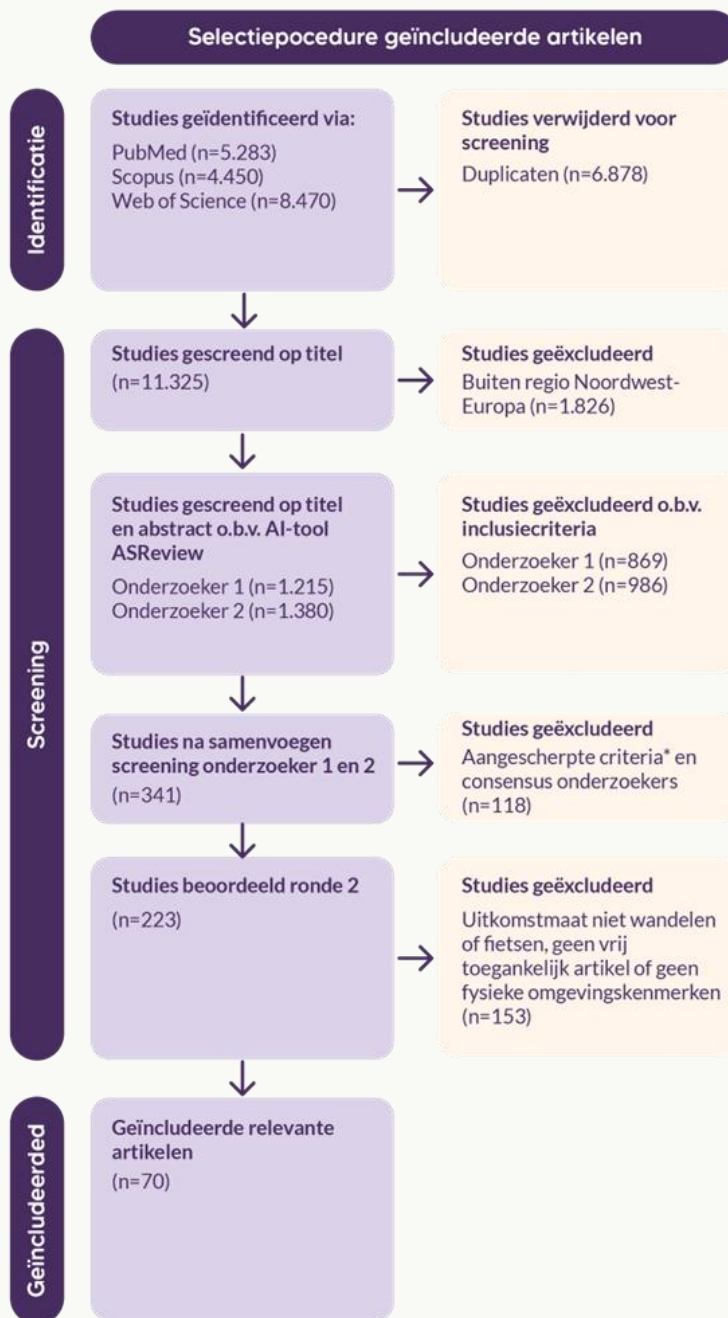 Selectiepocedure geïncludeerde artikelen
Identificatie
Studies geïdentificeerd via:
PubMed (n=5.283)
Scopus (n=4.450)
Web of Science (n=8.470)
Studies verwijderd voor
screening
Duplicaten (n=6.878)
Screening
Studies gescreend op titel
(n=11.325)
Studies geëxcludeerd
Buiten regio Noordwest-
Europa (n=1.826)
Studies gescreend op titel
en abstract o.b.v. AI-tool
ASReview
Onderzoeker 1 (n=1.215)
Onderzoeker 2 (n=1.380)
Studies geëxcludeerd o.b.v.
inclusiecriteria
Onderzoeker 1 (n=869)
Onderzoeker 2 (n=986)
Studies na samenvoegen
screening onderzoeker 1 en 2
(n=341)
Studies geëxcludeerd
Aangescherpte criteria* en
consensus onderzoekers
(n=118)
Studies beoordeeld ronde 2
(n=223)
Studies geëxcludeerd
Uitkomstmaat niet wandelen
of fietsen, geen vrij
toegankelijk artikel of geen
fysieke omgevingskenmerken
(n=153)
Geïncludeerded
Geïncludeerde relevante
artikelen
(n=70)